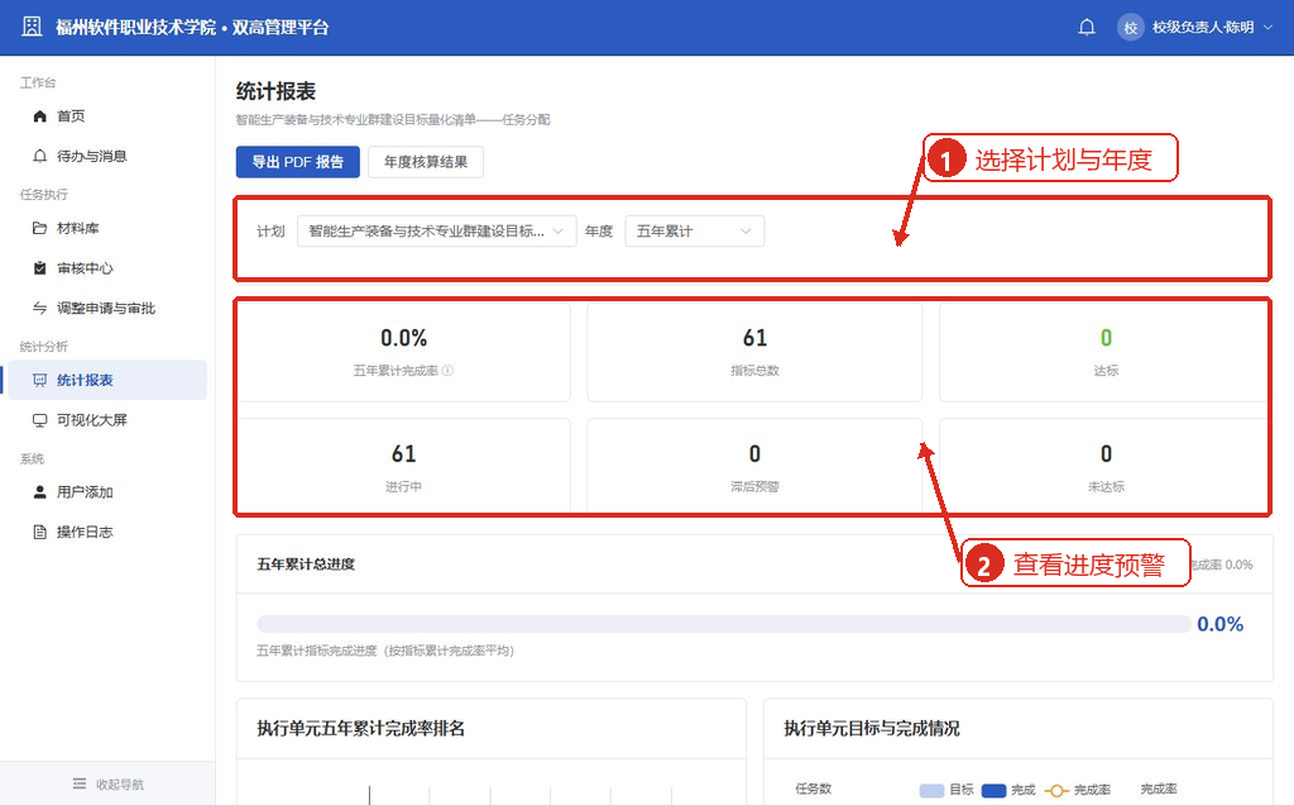 福州软件职业技术学院 • 双高管理平台
校 校级负责人·陈明
工作台
首页
待办与消息
任务执行
材料库
审核中心
调整申请与审批
统计分析
统计报表
可视化大屏
系统
用户添加
操作日志
收起导航
统计报表
智能生产装备与技术专业群建设目标量化清单——任务分配
导出 PDF 报告 年度核算结果
1 选择计划与年度
计划 智能生产装备与技术专业群建设目标... 年度 五年累计
0.0%
五年累计完成率
61
指标总数
0
达标
61
进行中
0
滞后预警
0
未达标
2 查看进度预警
五年累计总进度
完成率 0.0%
0.0%
五年累计指标完成进度（按指标累计完成率平均）
执行单元五年累计完成率排名
执行单元目标与完成情况
任务数 目标 完成 完成率 完成率